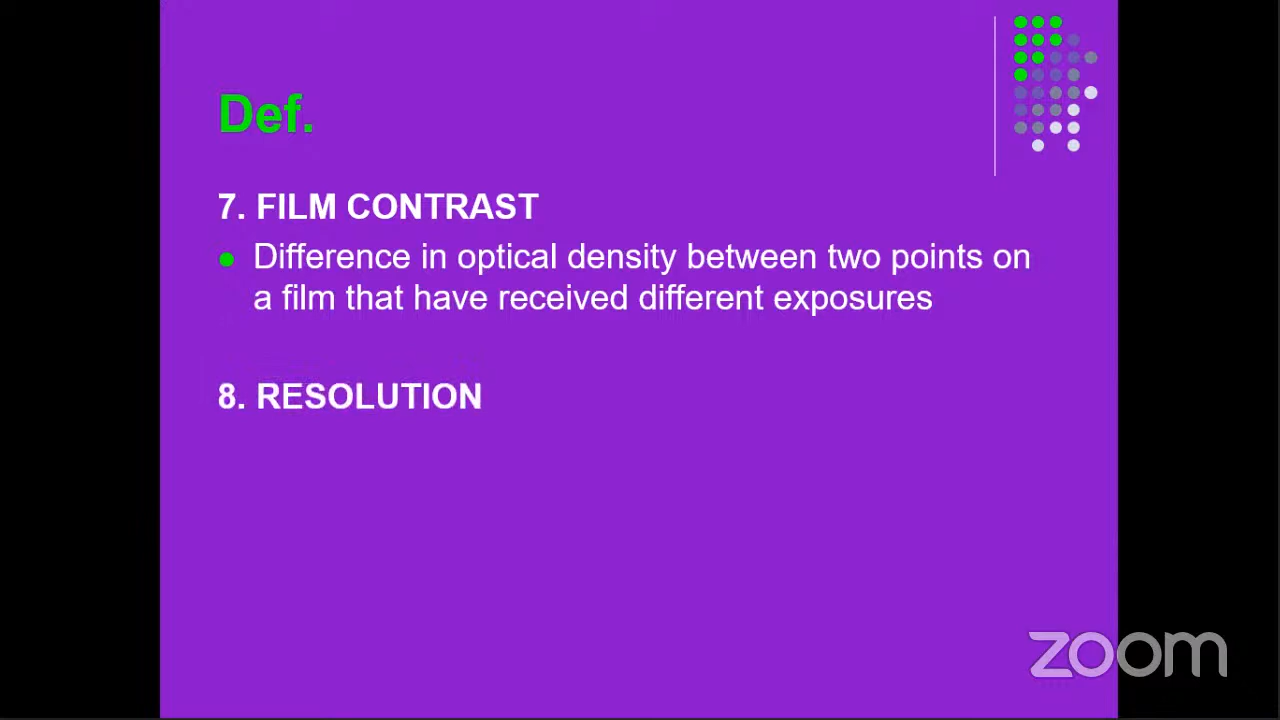 Def.
7. FILM CONTRAST
Difference in optical density between two points on
a film that have received different exposures
8. RESOLUTION
zoom